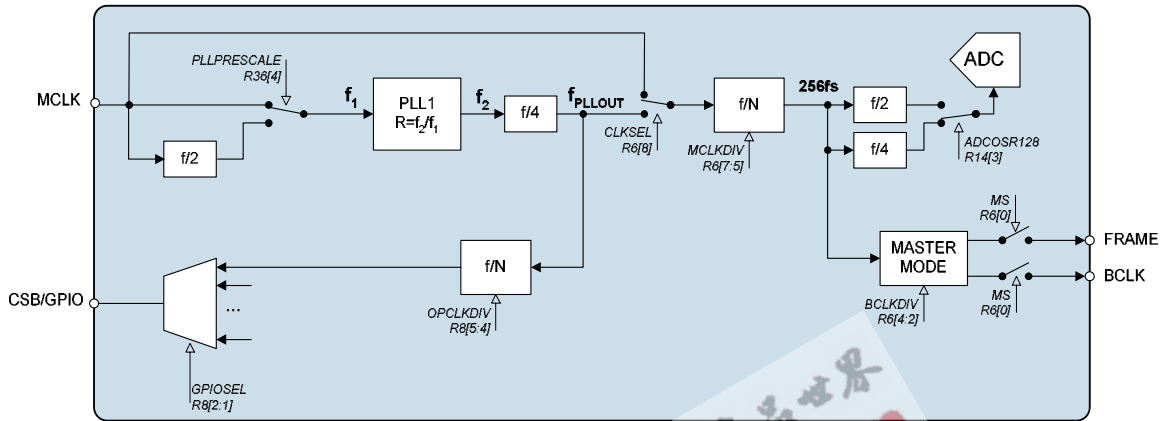 PLLPRESCALE
R36[4]
MCLK
f/2
f1
PLL1
R=f2/f1
f2
f/4
fPLLOUT
CLKSEL
R6[8]
f/N
MCLKDIV
R6[7:5]
256fs
f/2
f/4
ADC
ADCOSR128
R14[3]
MS
R6[0]
FRAME
MASTER
MODE
BCLK
MS
R6[0]
BCLKDIV
R6[4:2]
f/N
OPCLKDIV
R8[5:4]
CSB/GPIO
...
GPIOSEL
R8[2:1]
世界